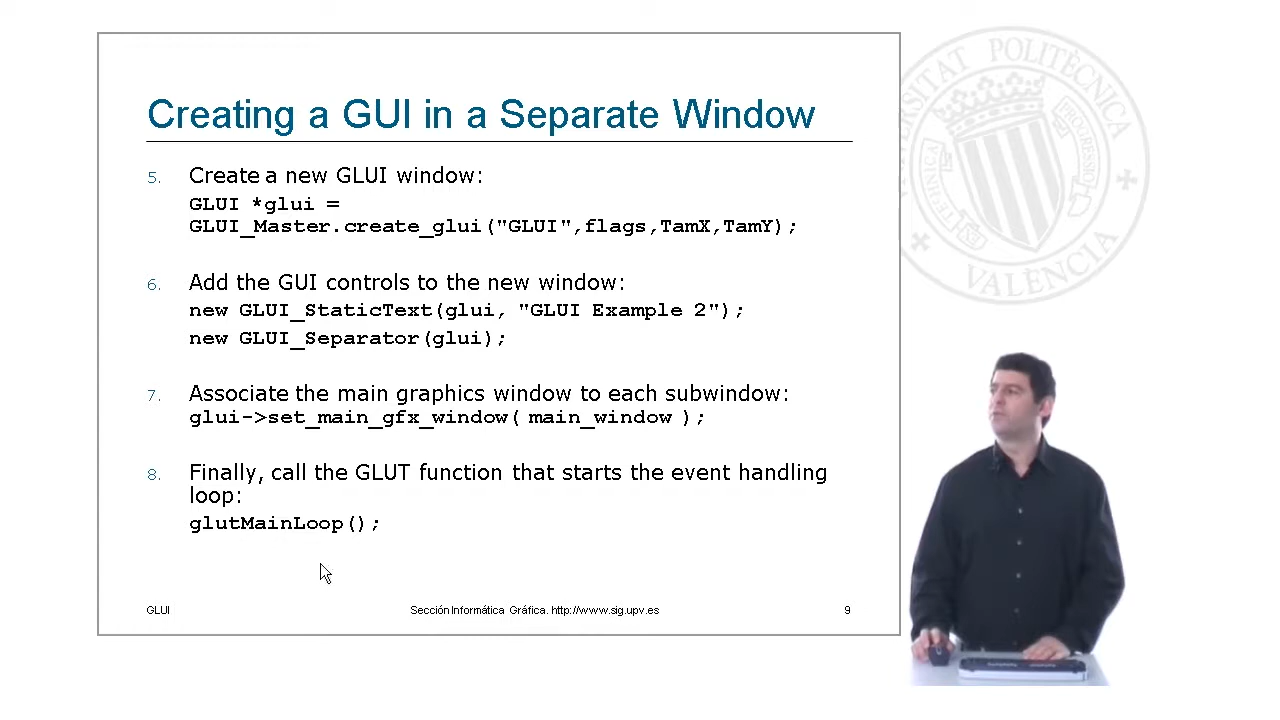 Creating a GUI in a Separate Window
5. Create a new GLUI window:
GLUI *glui =
GLUI_Master.create_glui("GLUI",flags,TamX,TamY);
6. Add the GUI controls to the new window:
new GLUI_StaticText(glui, "GLUI Example 2");
new GLUI_Separator(glui);
7. Associate the main graphics window to each subwindow:
glui->set_main_gfx_window( main_window );
8. Finally, call the GLUT function that starts the event handling
loop:
glutMainLoop();
GLUI
Sección Informática Gráfica. http://www.sig.upv.es
9
UNIVERSITAT POLITÈCNICA
VALÈNCIA